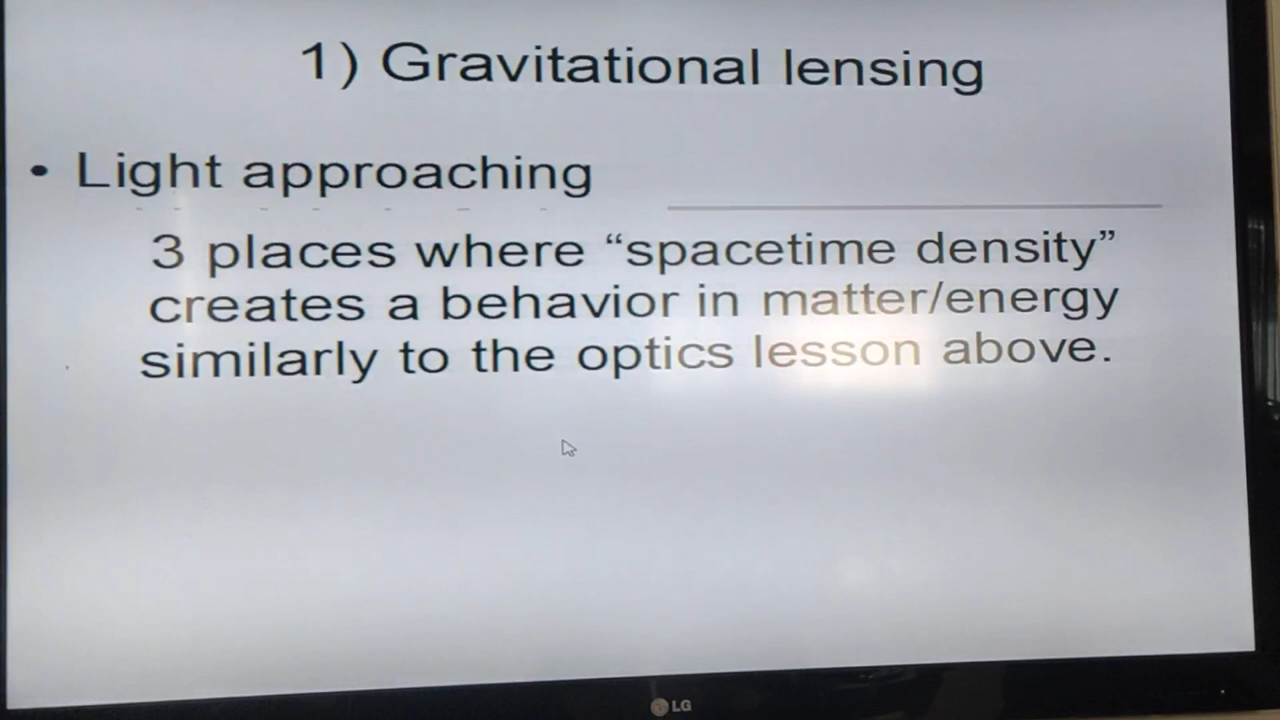 1) Gravitational lensing
• Light approaching
3 places where “spacetime density”
creates a behavior in matter/energy
similarly to the optics lesson above.
LG